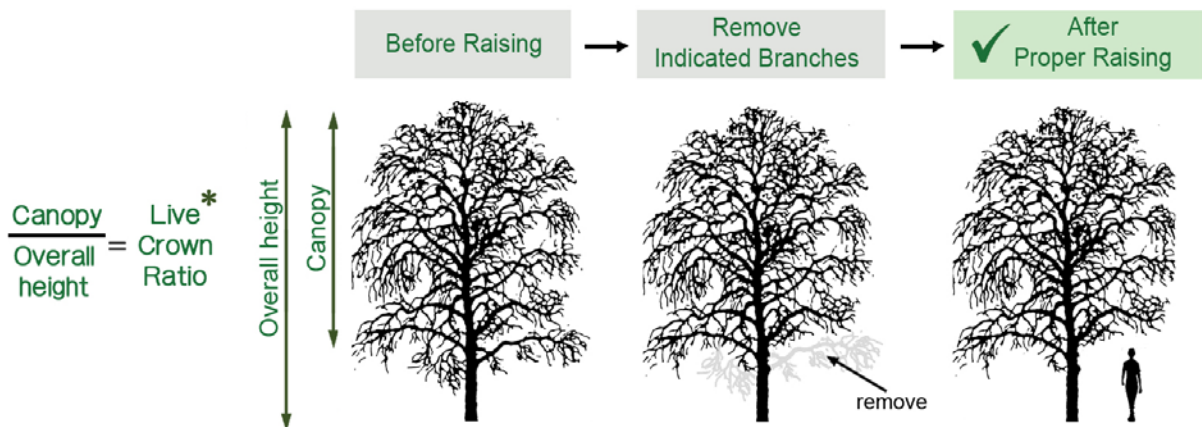 Before Raising
Remove
Indicated Branches
After
Proper Raising
Canopy
Overall
height
=
Live*
Crown
Ratio
Overall height
Canopy
remove